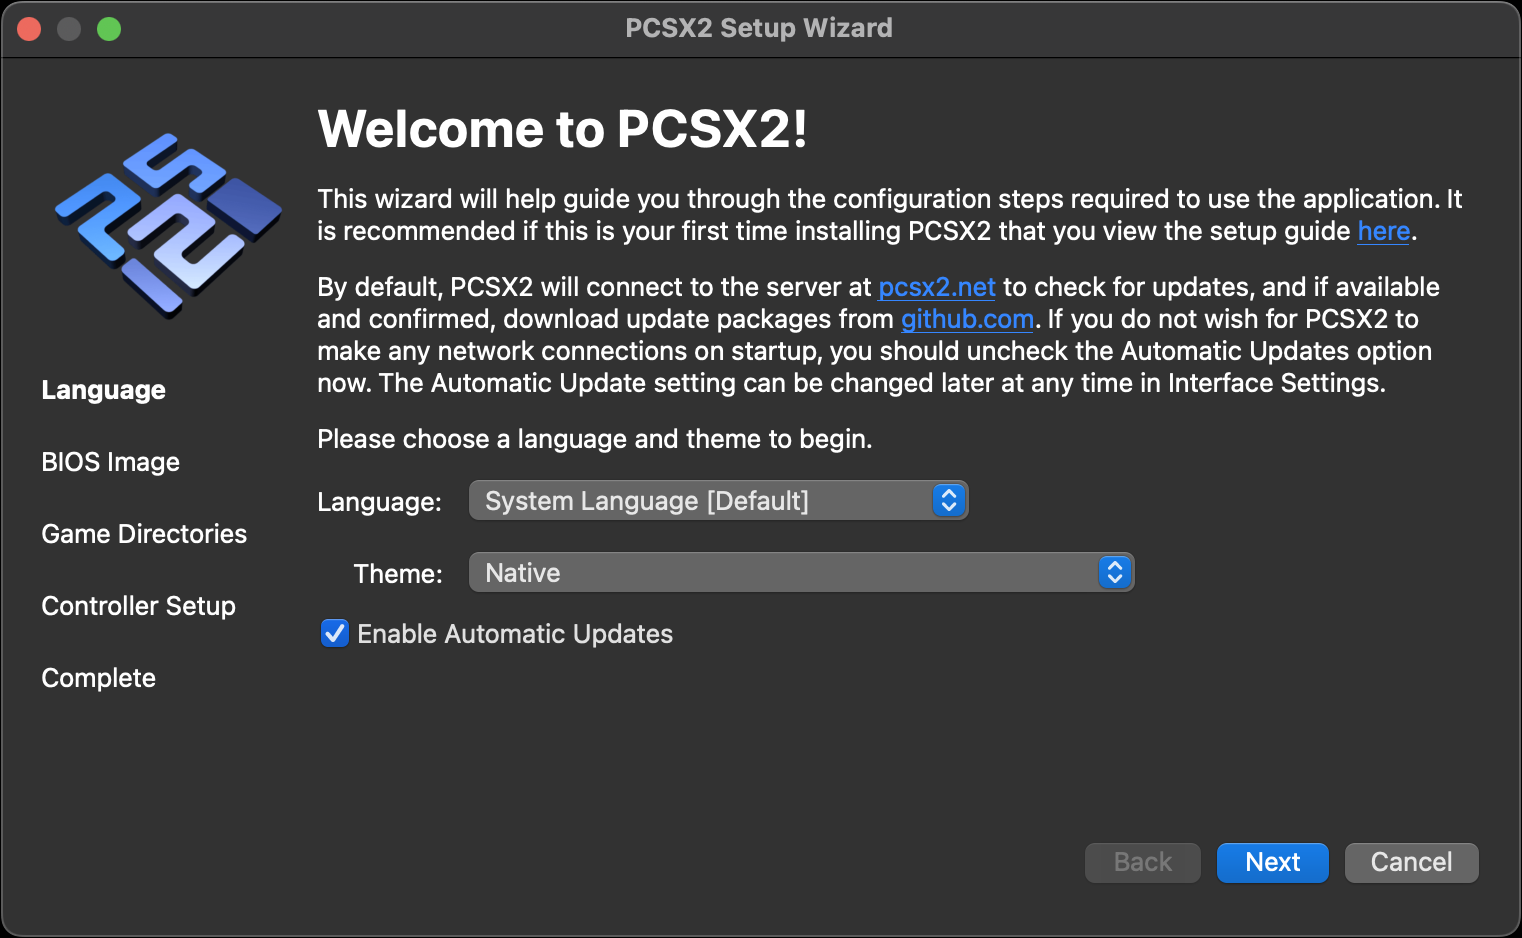 PCSX2 Setup Wizard
Welcome to PCSX2!
This wizard will help guide you through the configuration steps required to use the application. It
is recommended if this is your first time installing PCSX2 that you view the setup guide here.
By default, PCSX2 will connect to the server at pcsx2.net to check for updates, and if available
and confirmed, download update packages from github.com. If you do not wish for PCSX2 to
make any network connections on startup, you should uncheck the Automatic Updates option
now. The Automatic Update setting can be changed later at any time in Interface Settings.
Please choose a language and theme to begin.
Language
BIOS Image
Game Directories
Controller Setup
Complete
Language: System Language [Default]
Theme: Native
Enable Automatic Updates
Back Next Cancel